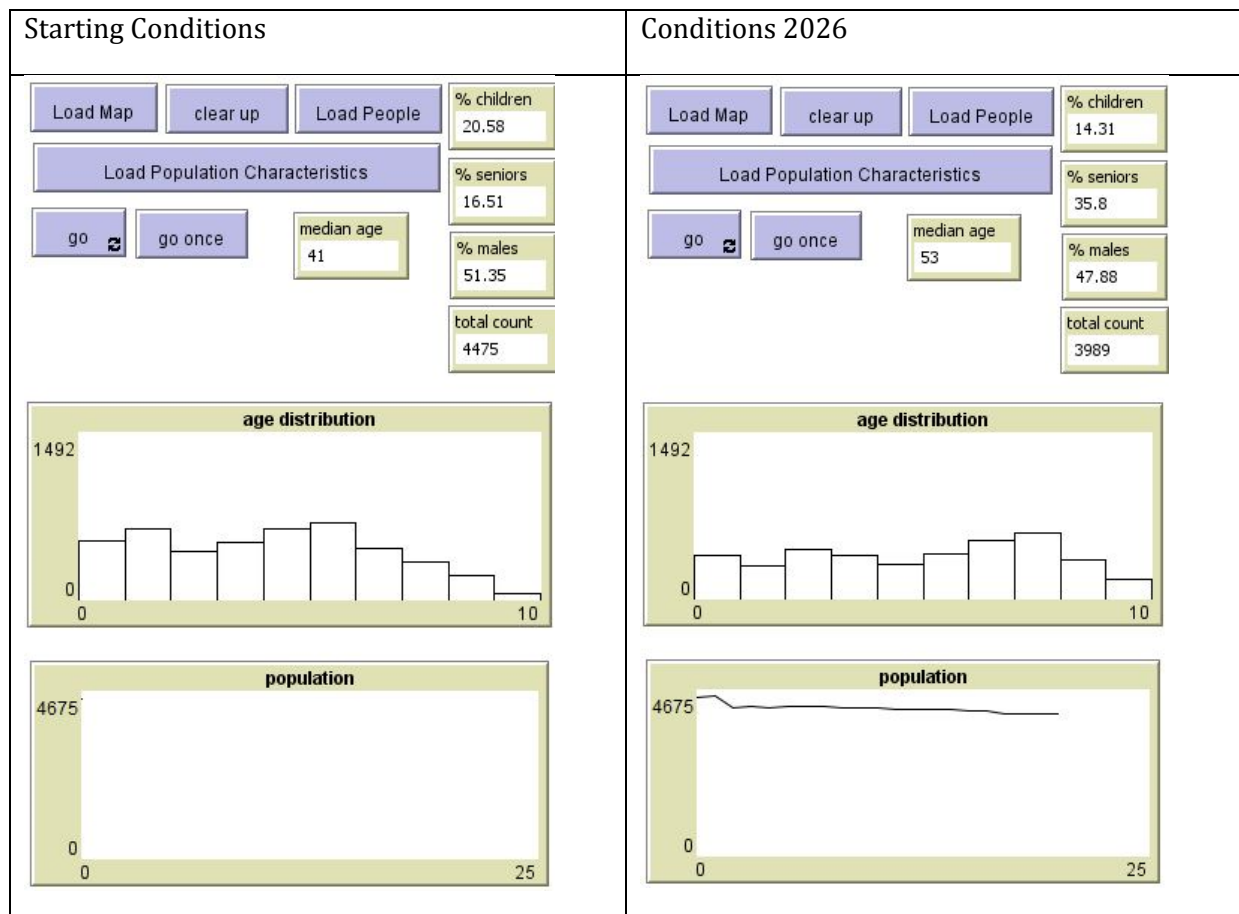 Starting Conditions
Load Map
clear up
Load People
% children
20.58
Load Population Characteristics
% seniors
16.51
go
go once
median age
41
% males
51.35
total count
4475
age distribution
1492
0
0
10
population
4675
0
0
25
Conditions 2026
Load Map
clear up
Load People
% children
14.31
Load Population Characteristics
% seniors
35.8
go
go once
median age
53
% males
47.88
total count
3989
age distribution
1492
0
0
10
population
4675
0
0
25